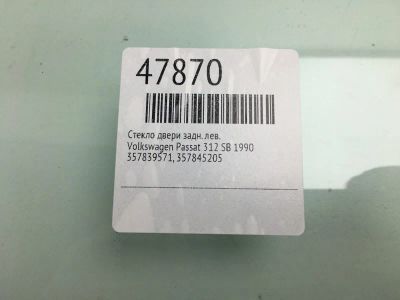 47870
Стекло двери задн. лев.
Volkswagen Passat 312 SB 1990
357839571, 357845205